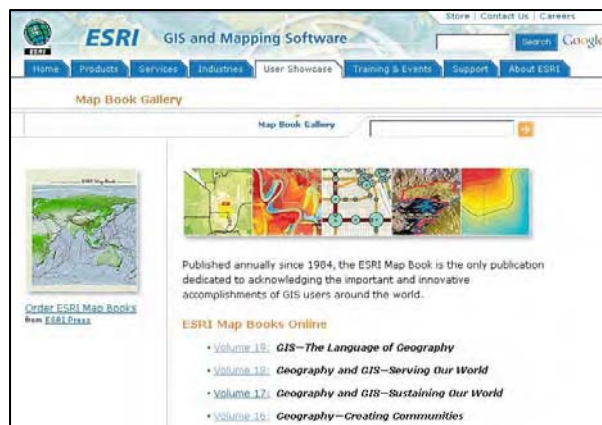 Store | Contact Us | Careers
ESRI
ESRI GIS and Mapping Software
Search Google
Home Products Services Industries User Showcase Training & Events Support About ESRI
Map Book Gallery
Map Book Gallery
ESRI Map Book
Published annually since 1984, the ESRI Map Book is the only publication
dedicated to acknowledging the important and innovative
accomplishments of GIS users around the world.
Order ESRI Map Books
from ESRI Press
ESRI Map Books Online
• Volume 19: GIS—The Language of Geography
• Volume 18: Geography and GIS—Serving Our World
• Volume 17: Geography and GIS—Sustaining Our World
• Volume 16: Geography—Creating Communities